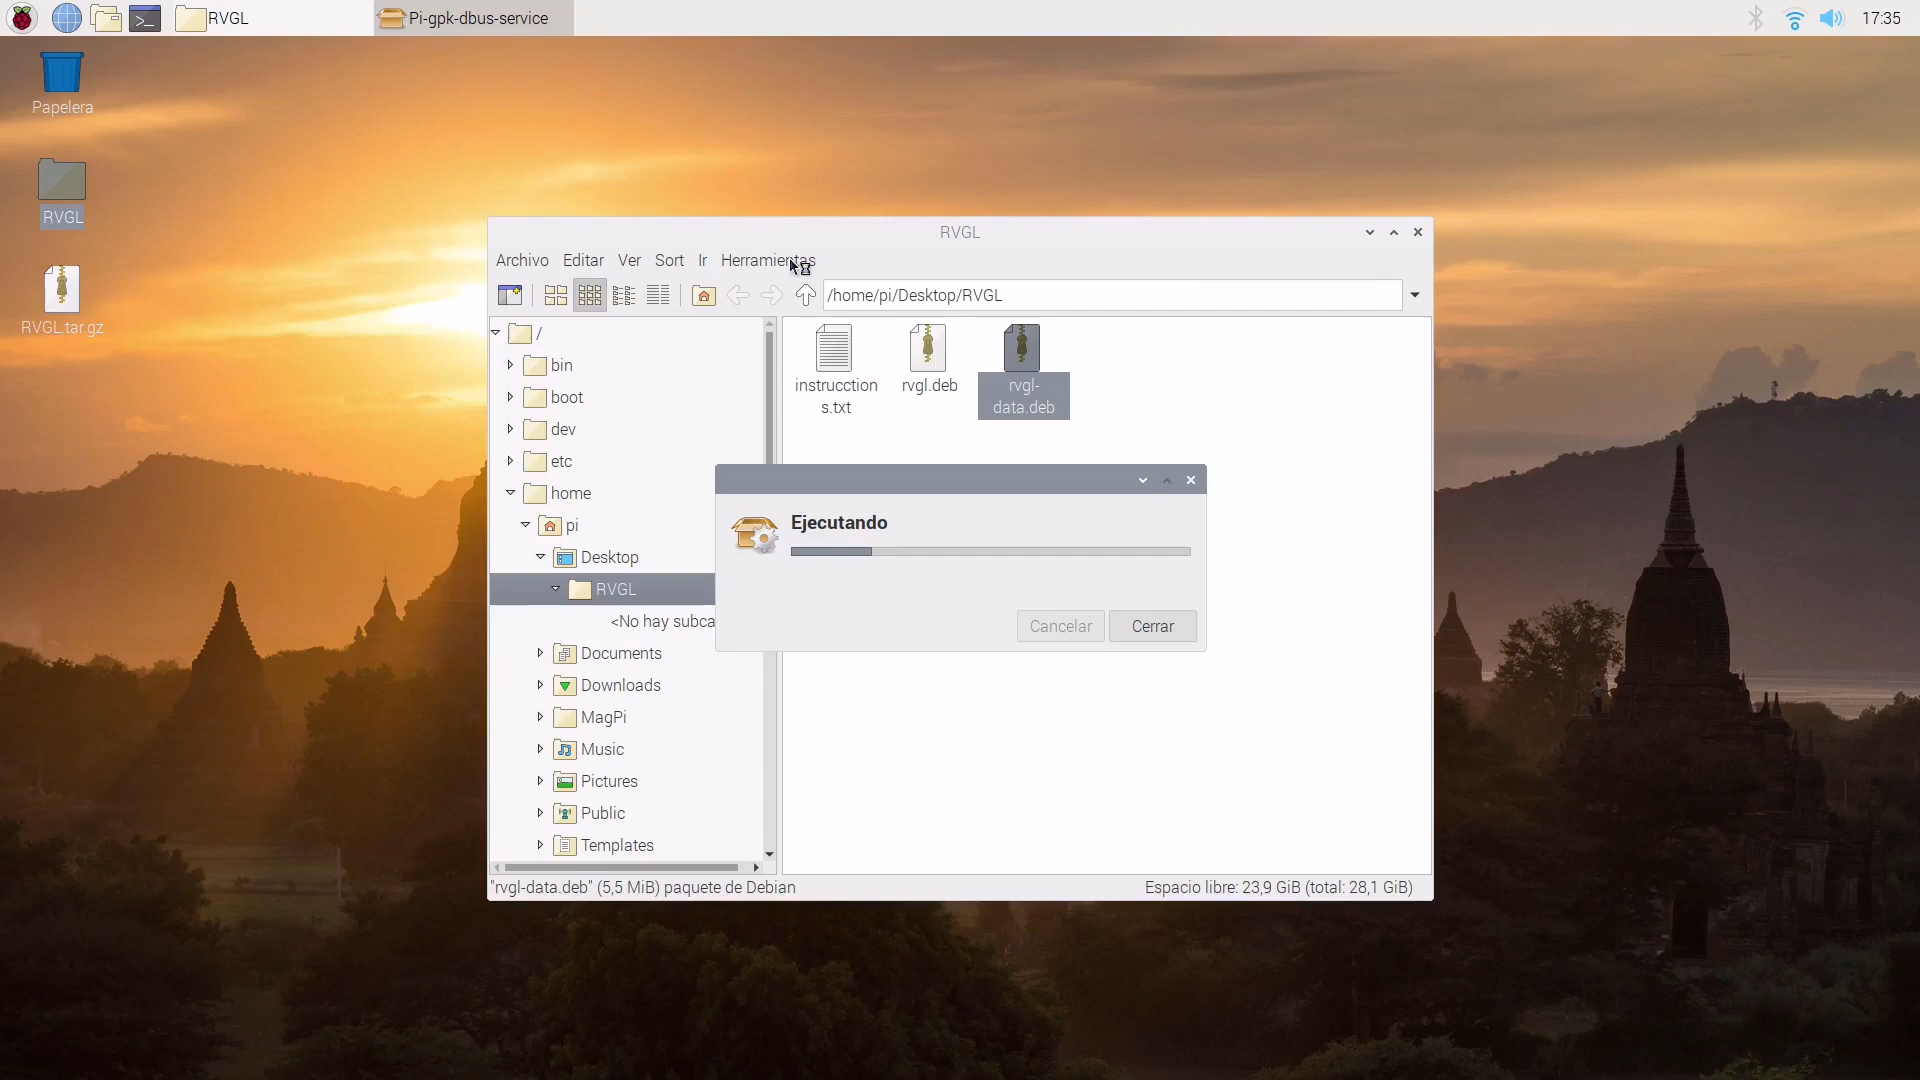 RVGL
Pi-gpk-dbus-service
17:35
Papelera
RVGL
RVGL.tar.gz
RVGL
Archivo Editar Ver Sort Ir Herramientas
/home/pi/Desktop/RVGL
/
bin
boot
dev
etc
home
pi
Desktop
RVGL
<No hay subca
Documents
Downloads
MagPi
Music
Pictures
Public
Templates
instrucction
s.txt
rvgl.deb
rvgl-
data.deb
Ejecutando
Cancelar Cerrar
"rvgl-data.deb" (5,5 MiB) paquete de Debian
Espacio libre: 23,9 GiB (total: 28,1 GiB)